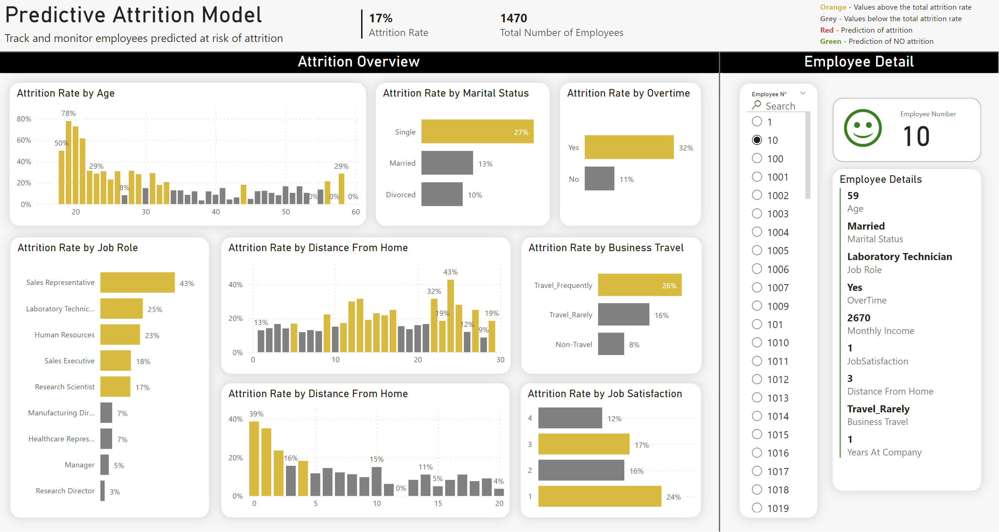 Predictive Attrition Model
Track and monitor employees predicted at risk of attrition
17%
Attrition Rate
1470
Total Number of Employees
Orange - Values above the total attrition rate
Grey - Values below the total attrition rate
Red - Prediction of attrition
Green - Prediction of NO attrition
Attrition Overview
Employee Detail
Attrition Rate by Age
80%
60%
40%
20%
0%
50%
78%
29%
8%
0%
0%
29%
0%
20
30
40
50
60
Attrition Rate by Marital Status
Single 27%
Married 13%
Divorced 10%
Attrition Rate by Overtime
Yes 32%
No 11%
Attrition Rate by Job Role
Sales Representative 43%
Laboratory Technic... 25%
Human Resources 23%
Sales Executive 18%
Research Scientist 17%
Manufacturing Dir... 7%
Healthcare Repres... 7%
Manager 5%
Research Director 3%
Attrition Rate by Distance From Home
40%
20%
0%
13%
32%
19%
43%
12%
9%
19%
0
10
20
30
Attrition Rate by Business Travel
Travel_Frequently 26%
Travel_Rarely 16%
Non-Travel 8%
Attrition Rate by Distance From Home
40%
20%
0%
39%
16%
15%
0%
11%
5%
4%
0
5
10
15
20
Attrition Rate by Job Satisfaction
4 12%
3 17%
2 16%
1 24%
Employee N°
Search
1
10
100
1001
1002
1003
1004
1005
1006
1007
1009
101
1010
1011
1012
1013
1014
1015
1016
1017
1018
1019
Employee Number
10
Employee Details
59
Age
Married
Marital Status
Laboratory Technician
Job Role
Yes
OverTime
2670
Monthly Income
1
JobSatisfaction
3
Distance From Home
Travel_Rarely
Business Travel
1
Years At Company